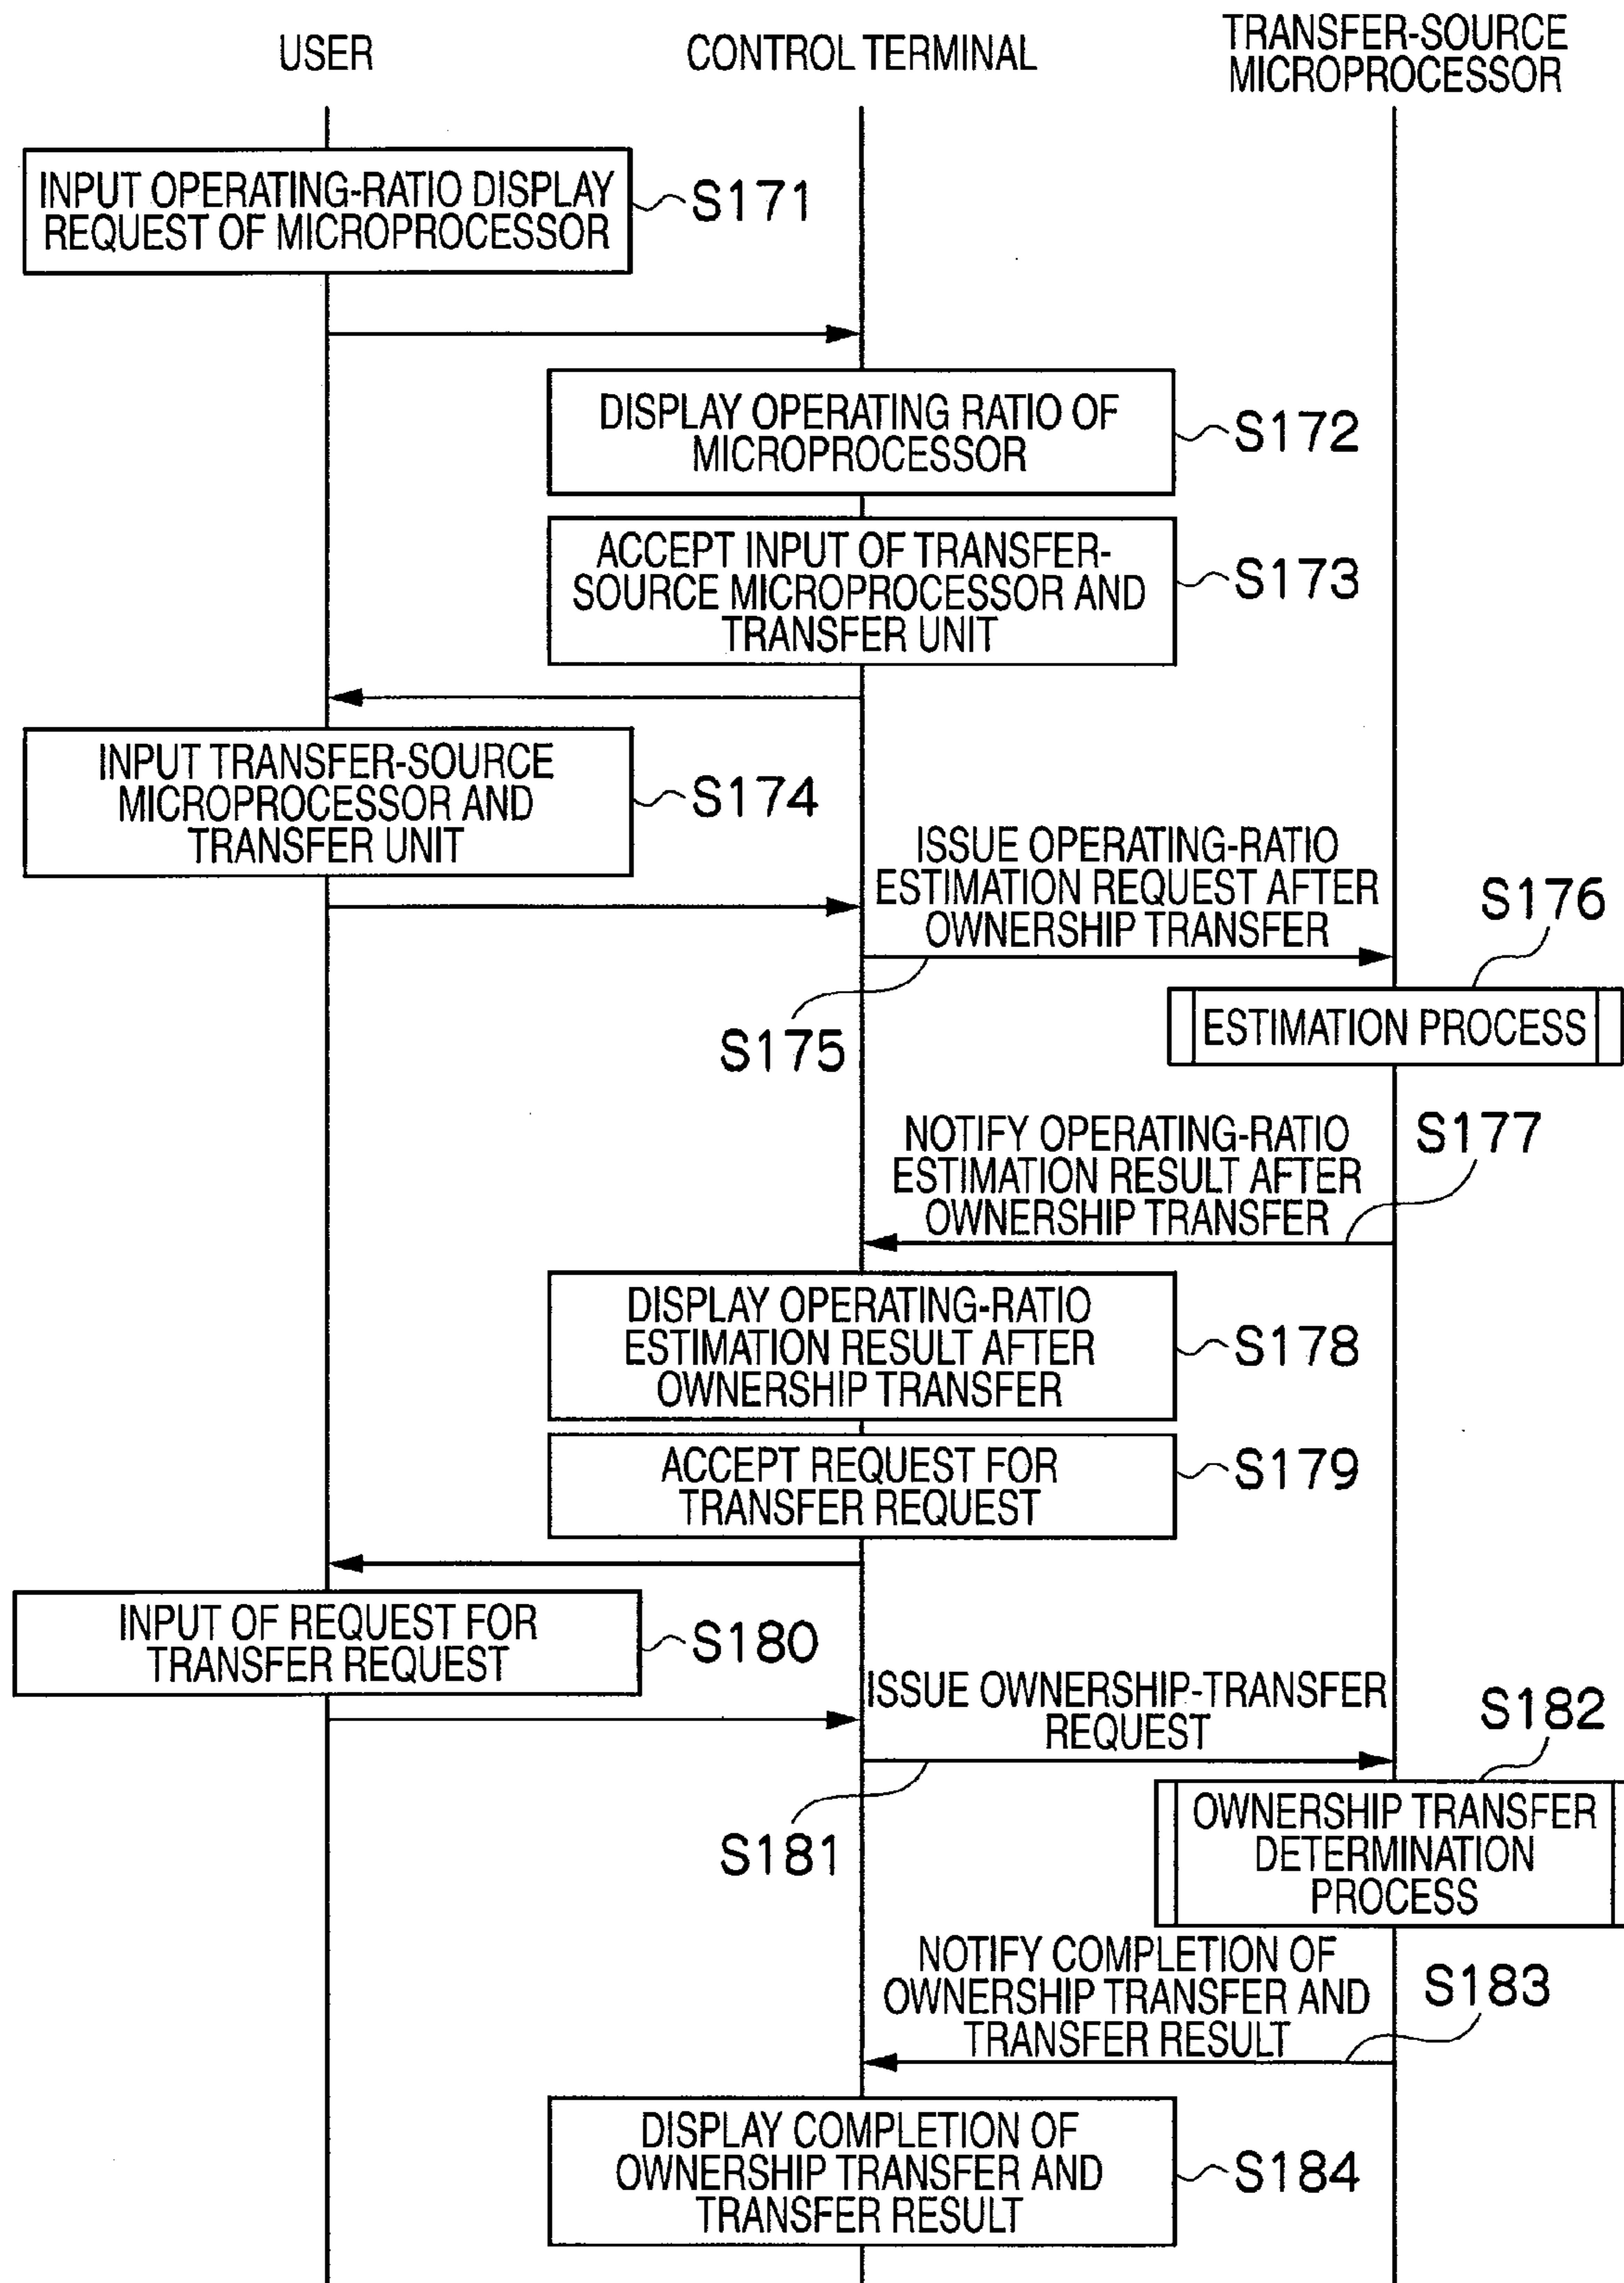 USER
CONTROL TERMINAL
TRANSFER-SOURCE
MICROPROCESSOR
INPUT OPERATING-RATIO DISPLAY
REQUEST OF MICROPROCESSOR
S171
DISPLAY OPERATING RATIO OF
MICROPROCESSOR
S172
ACCEPT INPUT OF TRANSFER-
SOURCE MICROPROCESSOR AND
TRANSFER UNIT
S173
INPUT TRANSFER-SOURCE
MICROPROCESSOR AND
TRANSFER UNIT
S174
ISSUE OPERATING-RATIO
ESTIMATION REQUEST AFTER
OWNERSHIP TRANSFER
S175
S176
ESTIMATION PROCESS
NOTIFY OPERATING-RATIO
ESTIMATION RESULT AFTER
OWNERSHIP TRANSFER
S177
DISPLAY OPERATING-RATIO
ESTIMATION RESULT AFTER
OWNERSHIP TRANSFER
S178
ACCEPT REQUEST FOR
TRANSFER REQUEST
S179
INPUT OF REQUEST FOR
TRANSFER REQUEST
S180
ISSUE OWNERSHIP-TRANSFER
REQUEST
S181
S182
OWNERSHIP TRANSFER
DETERMINATION
PROCESS
NOTIFY COMPLETION OF
OWNERSHIP TRANSFER AND
TRANSFER RESULT
S183
DISPLAY COMPLETION OF
OWNERSHIP TRANSFER AND
TRANSFER RESULT
S184